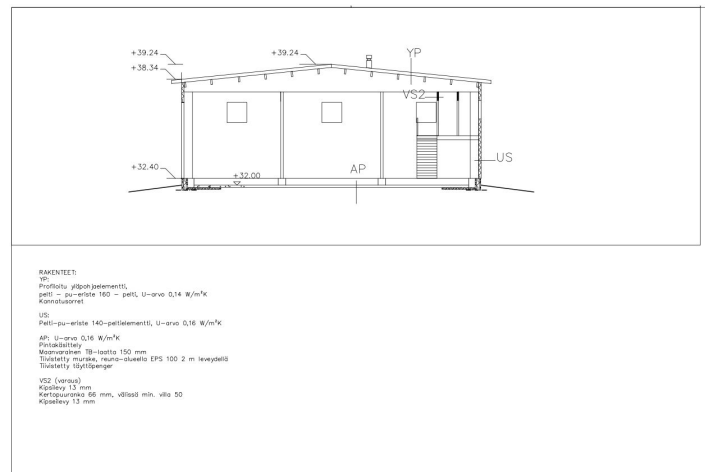 +39.24
+39.24
YP
+38.34
VS2
US
+32.40
+32.00
AP
RAKENTEET:
YP:
Profiloitu yläpohjaelementti,
pelti - pu-eriste 160 - pelti, U-arvo 0,14 W/m²K
Kannatusorret
US:
Pelti-pu-eriste 140-peltielementti, U-arvo 0,16 W/m²K
AP: U-arvo 0,16 W/m²K
Pintakäsittely
Maanvarainen TB-laatta 150 mm
Tiivistetty murske, reuna-alueella EPS 100 2 m leveydellä
Tiivistetty täyttöpenger
VS2 (varaus)
Kipsilevy 13 mm
Kertopuuranka 66 mm, välissä min. villa 50
Kipselievy 13 mm